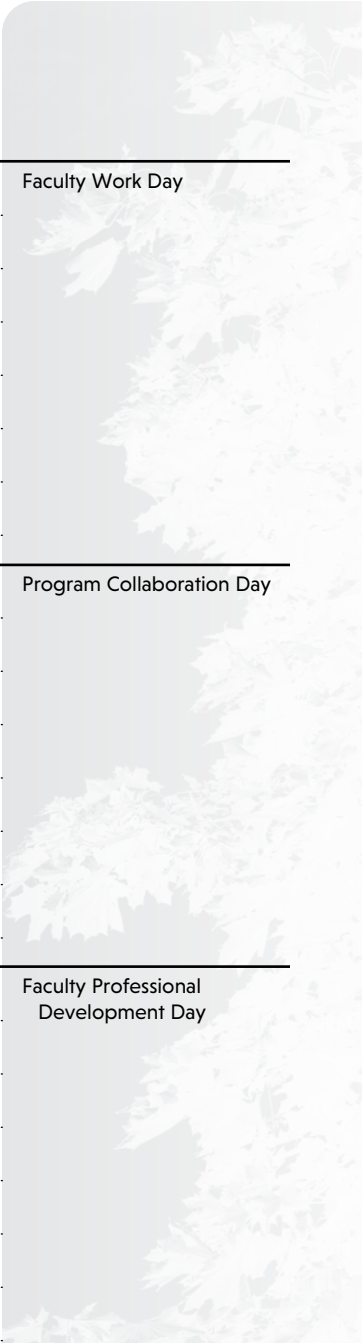 Faculty Work Day
Program Collaboration Day
Faculty Professional
Development Day